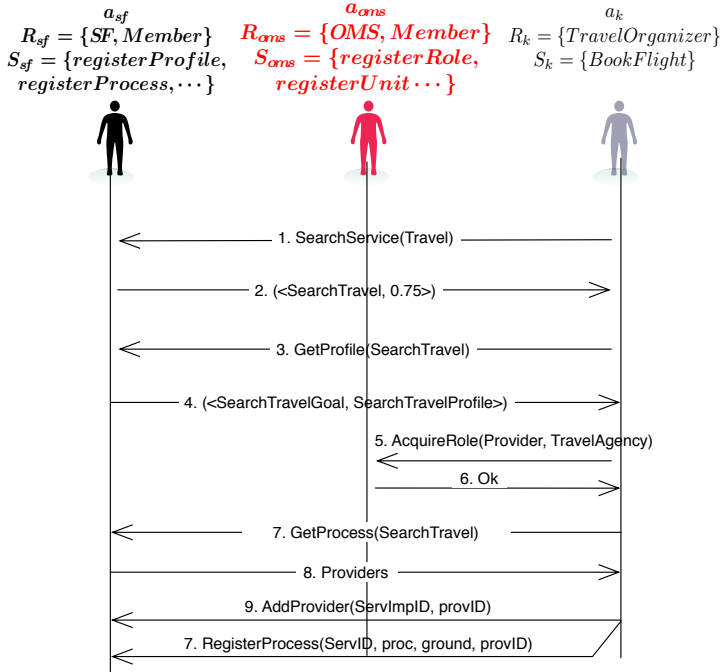 a_sf
R_sf = {SF, Member}
S_sf = {registerProfile,
registerProcess, ⋯}
a_oms
R_oms = {OMS, Member}
S_oms = {registerRole,
registerUnit ⋯}
a_k
R_k = {TravelOrganizer}
S_k = {BookFlight}
1. SearchService(Travel)
2. (<SearchTravel, 0.75>)
3. GetProfile(SearchTravel)
4. (<SearchTravelGoal, SearchTravelProfile>)
5. AcquireRole(Provider, TravelAgency)
6. Ok
7. GetProcess(SearchTravel)
8. Providers
9. AddProvider(ServImpID, provID)
7. RegisterProcess(ServID, proc, ground, provID)